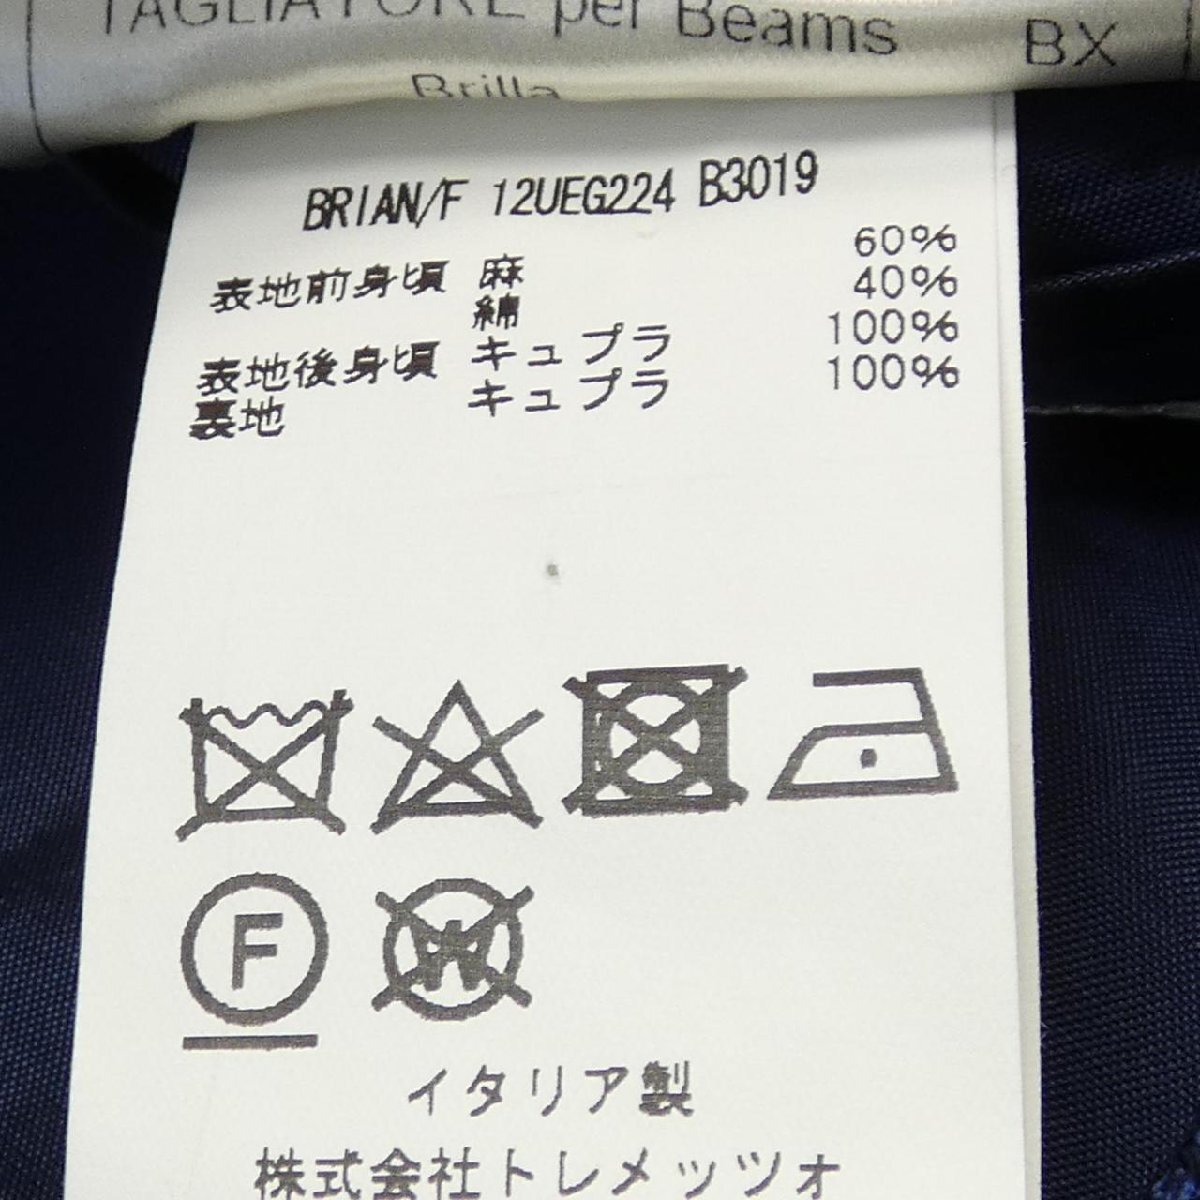 TAGLIATORE per Beams BX
Brilla
BRIAN/F 12UEG224 B3019
表地前身頃 麻 60%
綿 40%
表地後身頃 キュプラ 100%
裏地 キュプラ 100%
F W
イタリア製
株式会社トレメッツォ